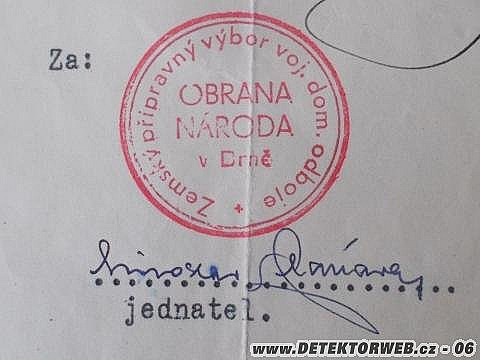 Za:
Zemský přípravný výbor voj. dom. odboje +
OBRANA
NÁRODA
v Brně
jednatel.
www.DETEKTORWEB.cz - 06